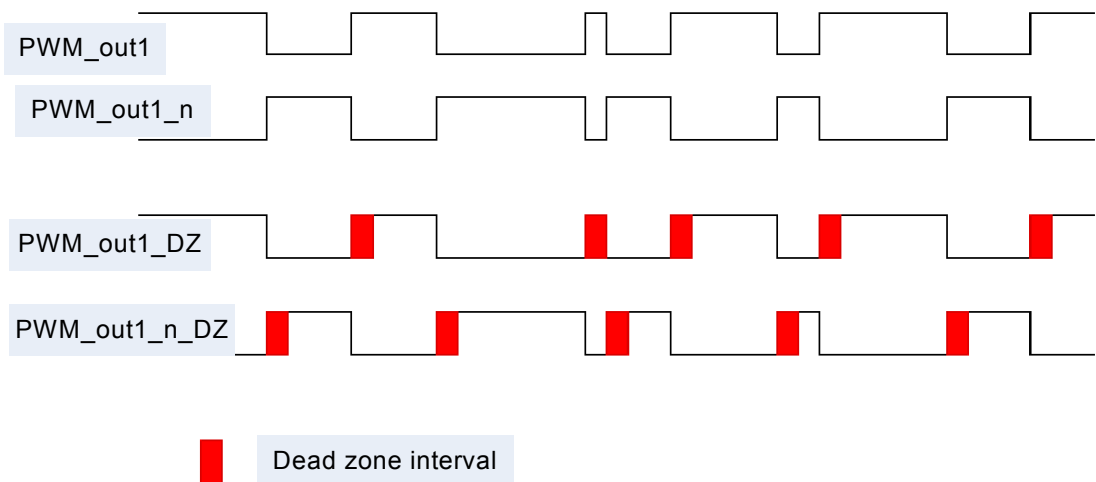 PWM_out1
PWM_out1_n
PWM_out1_DZ
PWM_out1_n_DZ
Dead zone interval